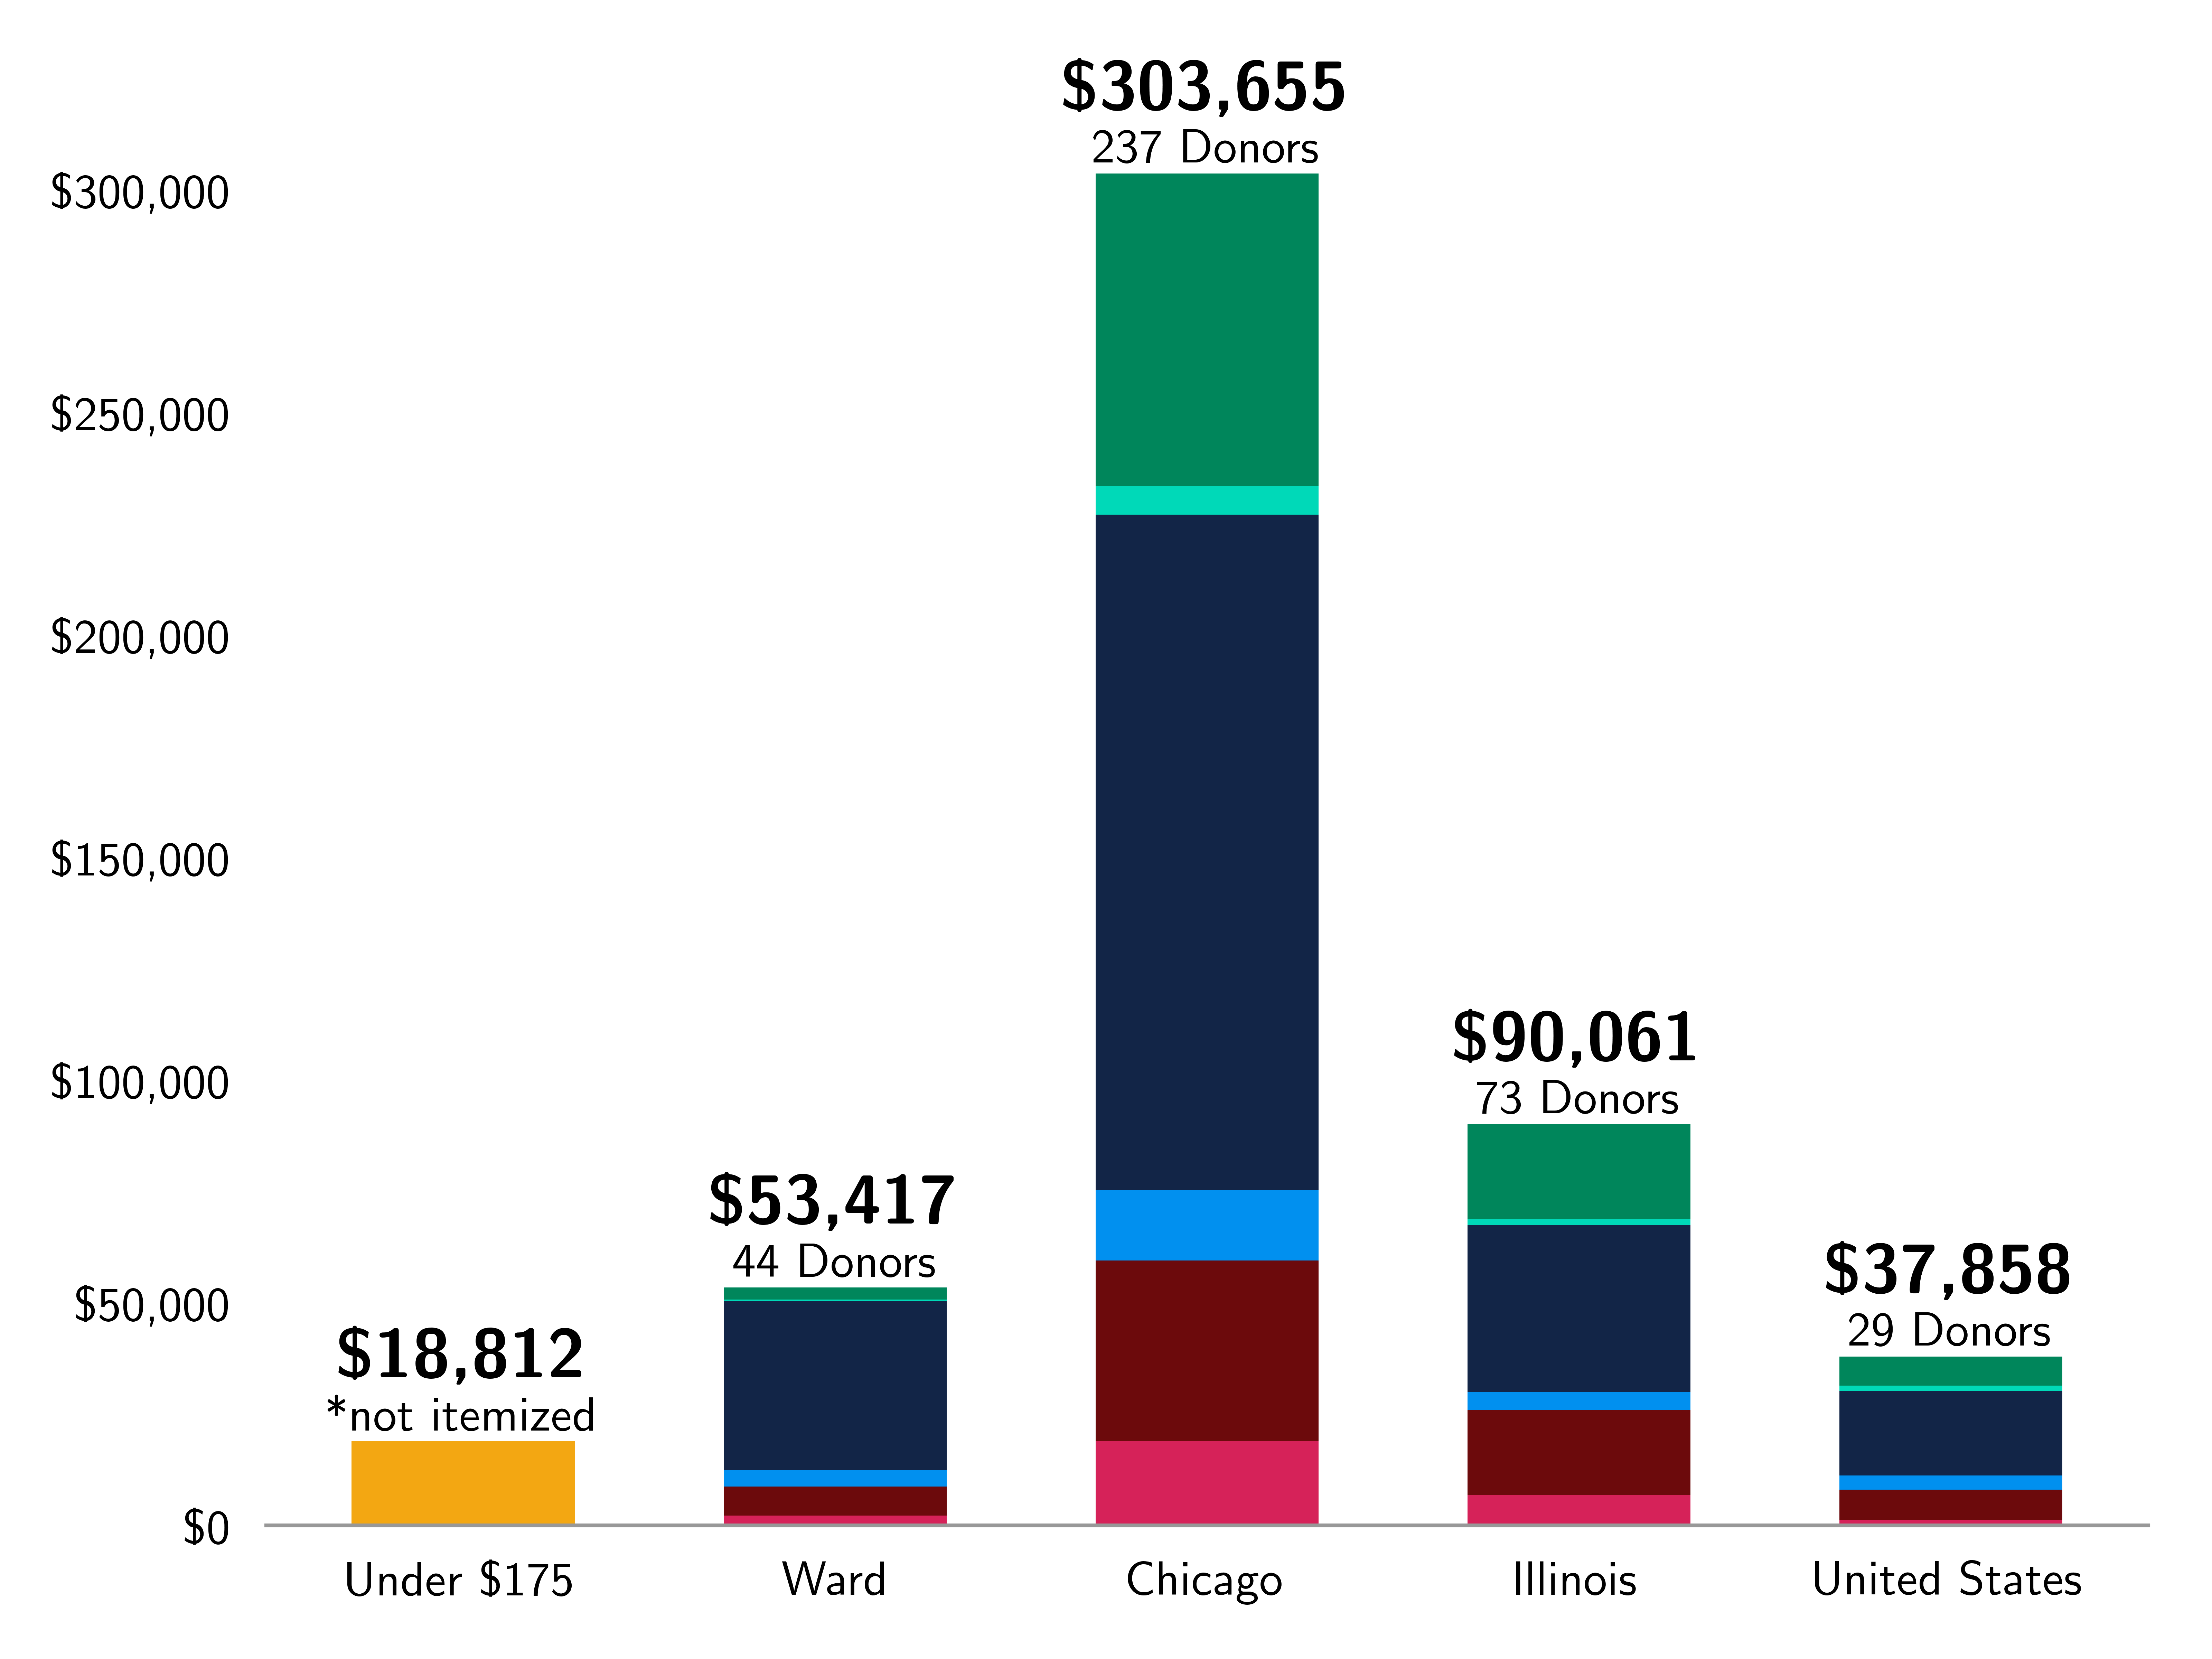 $303,655
237 Donors
$300,000
$250,000
$200,000
$150,000
$100,000
$50,000
$0
$90,061
73 Donors
$53,417
44 Donors
$37,858
29 Donors
$18,812
*not itemized
Under $175
Ward
Chicago
Illinois
United States